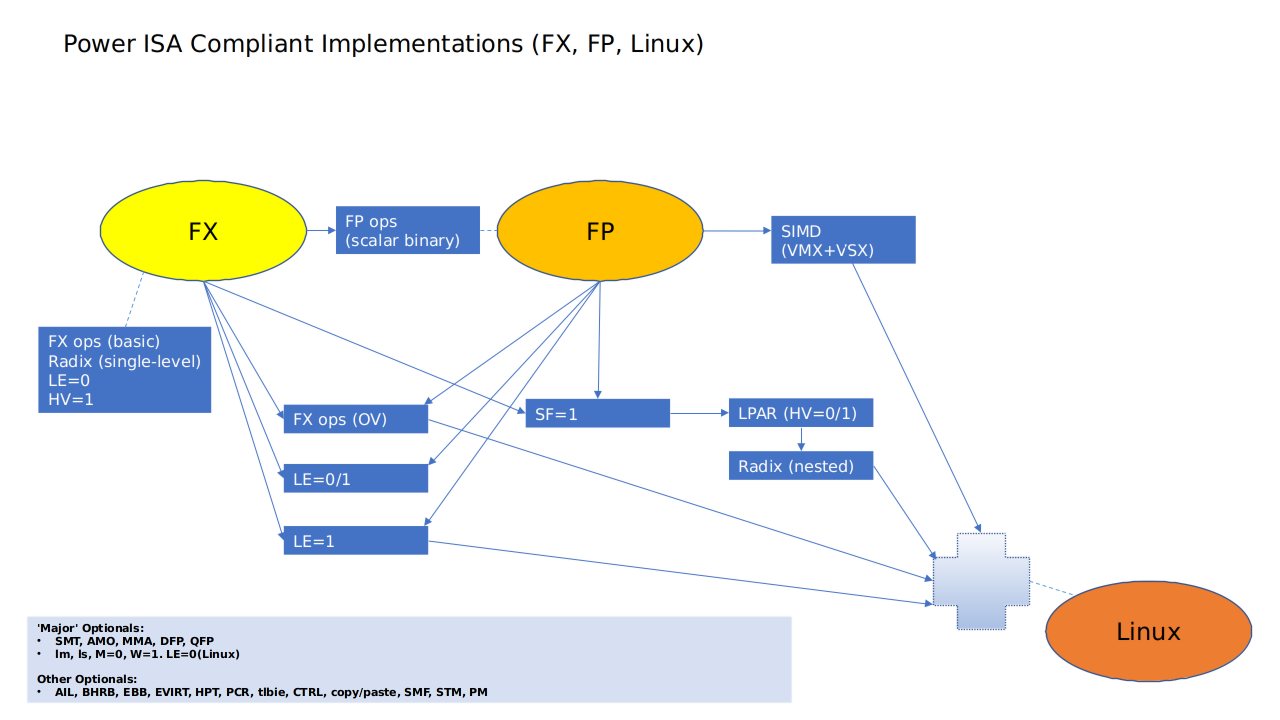 Power ISA Compliant Implementations (FX, FP, Linux)
FX
FP ops
(scalar binary)
FP
SIMD
(VMX+VSX)
FX ops (basic)
Radix (single-level)
LE=0
HV=1
FX ops (OV)
SF=1
LPAR (HV=0/1)
LE=0/1
Radix (nested)
LE=1
Linux
'Major' Optionals:
• SMT, AMO, MMA, DFP, QFP
• lm, ls, M=0, W=1. LE=0(Linux)
Other Optionals:
• AIL, BHRB, EBB, EVIRT, HPT, PCR, tlbie, CTRL, copy/paste, SMF, STM, PM